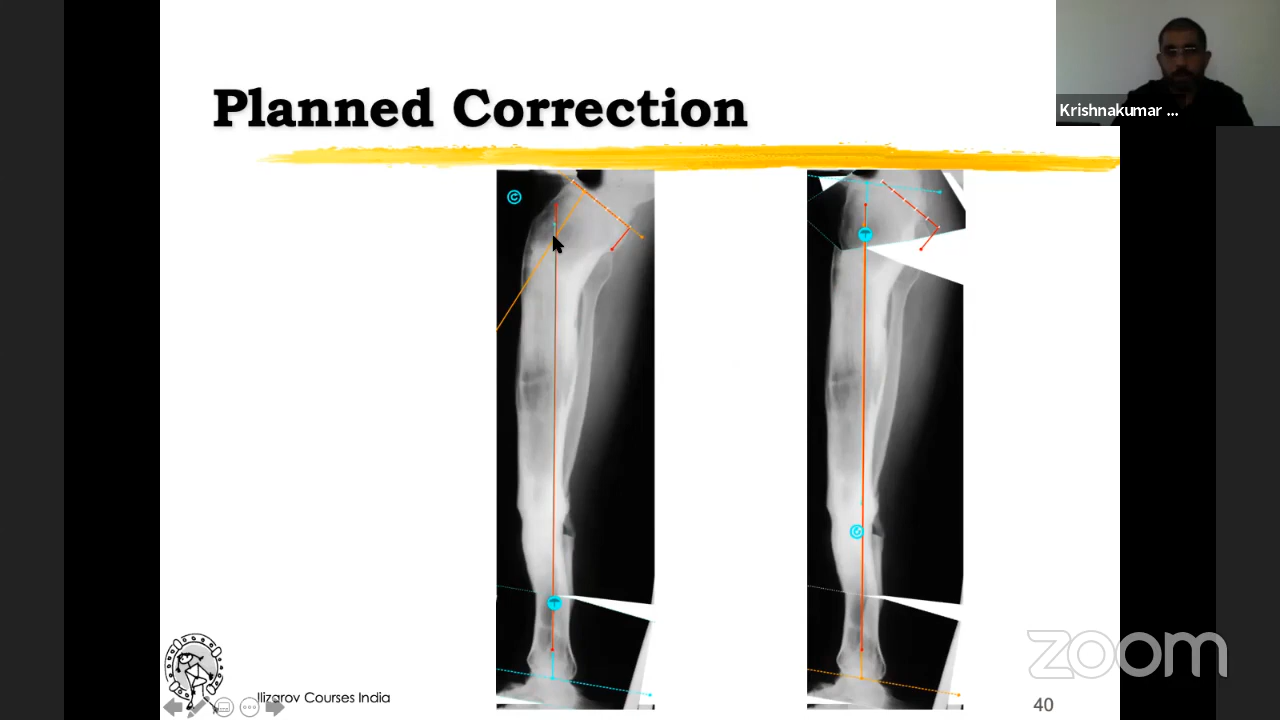 Krishnakumar ...
Planned Correction
Ilizarov Courses India
zoom
40